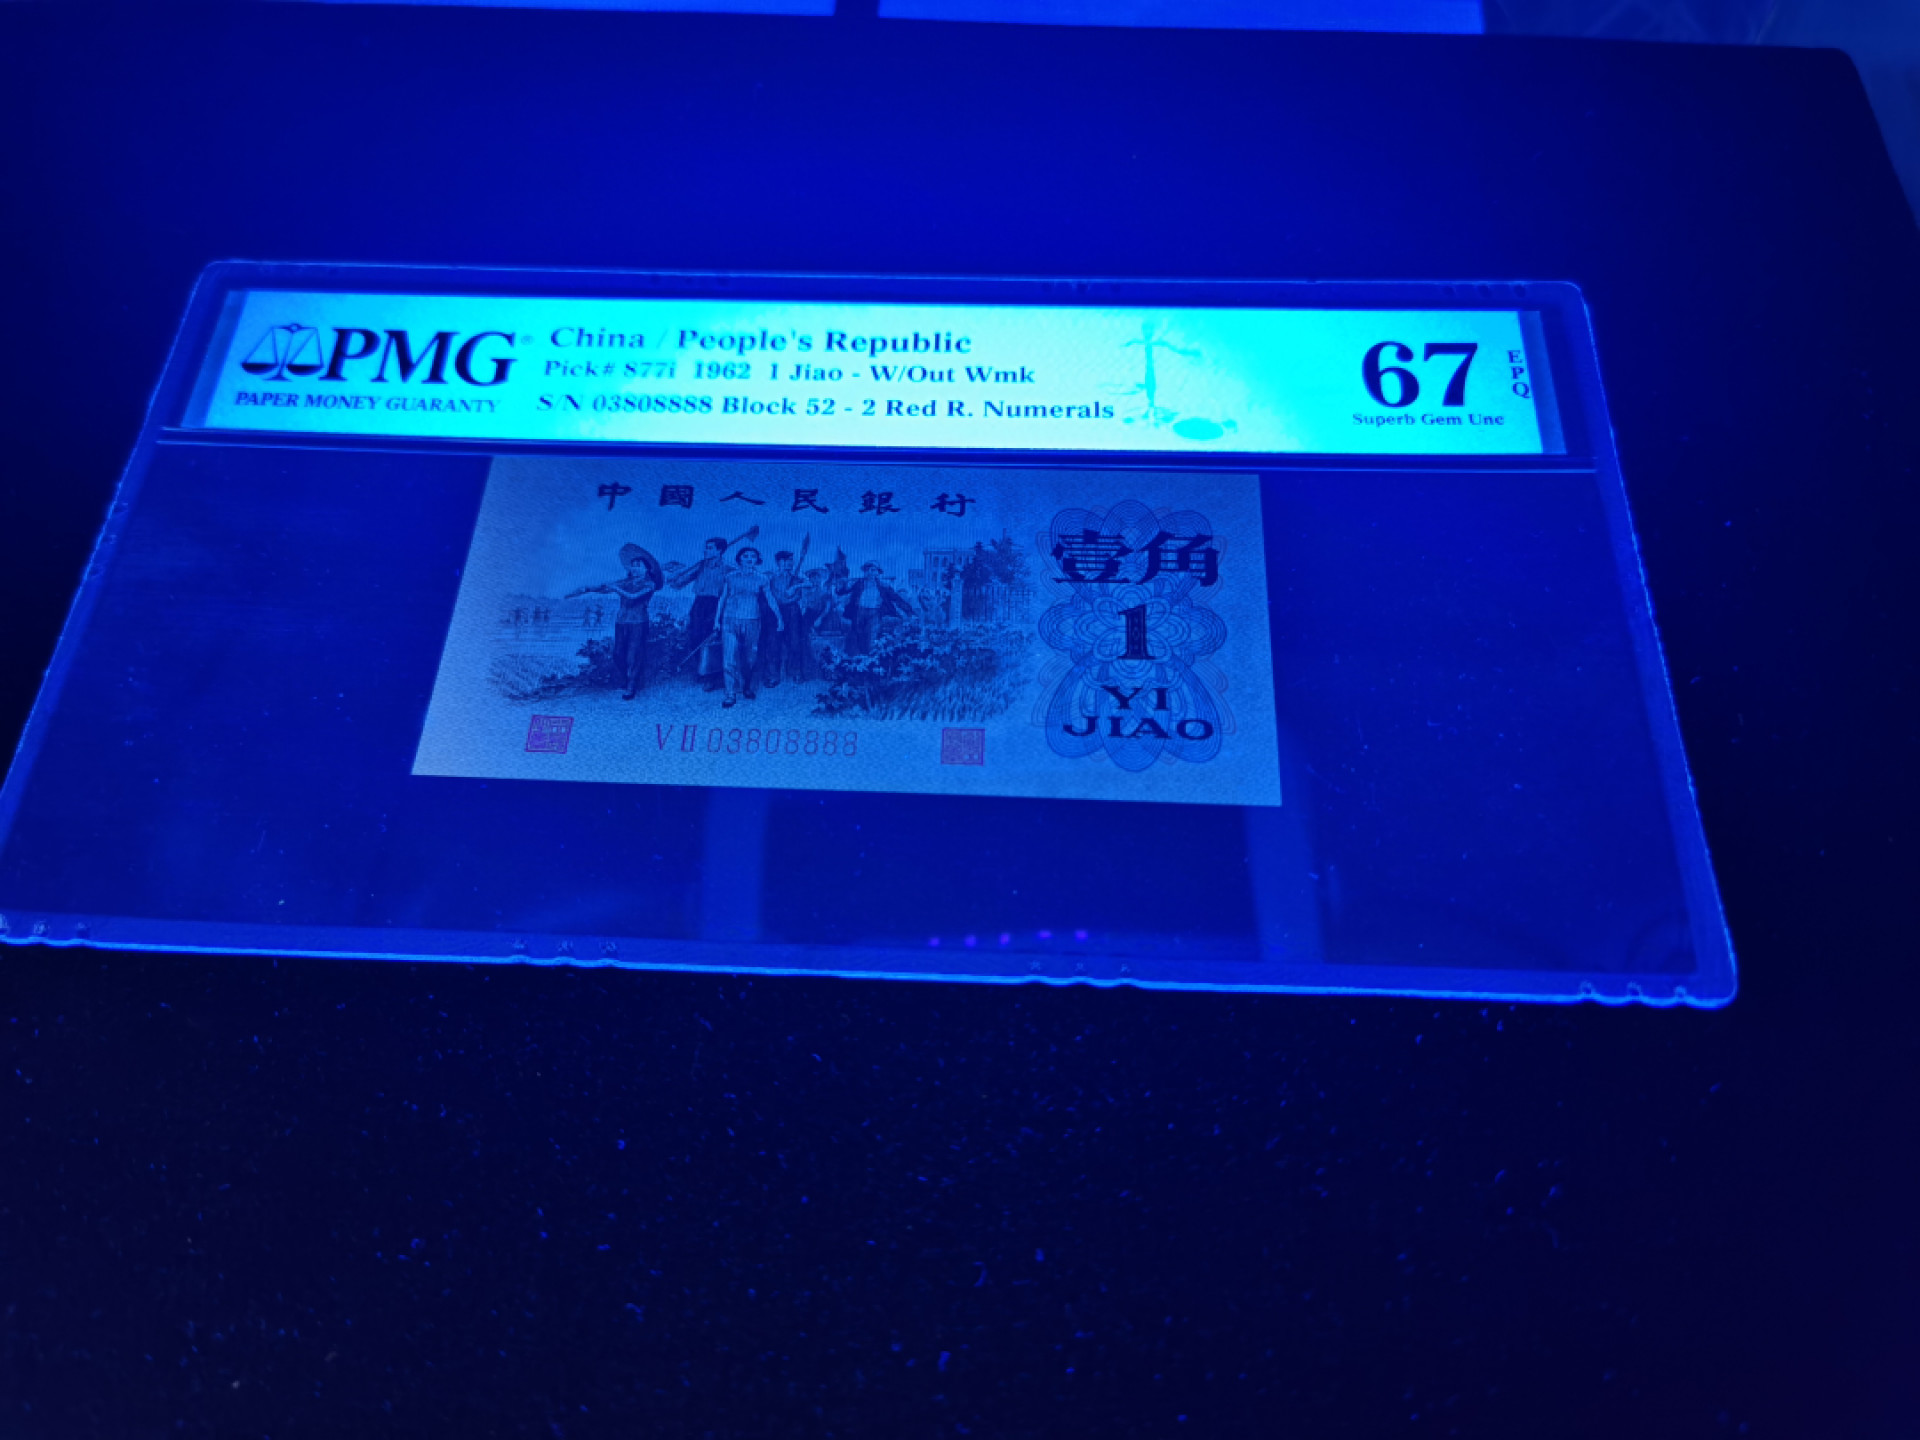 PMG®
PAPER MONEY GUARANTY
China / People's Republic
Pick# 877i 1962 1 Jiao - W/Out Wmk
S/N 03808888 Block 52 - 2 Red R. Numerals
67
EPQ
Superb Gem Unc
中國人民銀行
壹角
1
YI
JIAO
VII 03808888